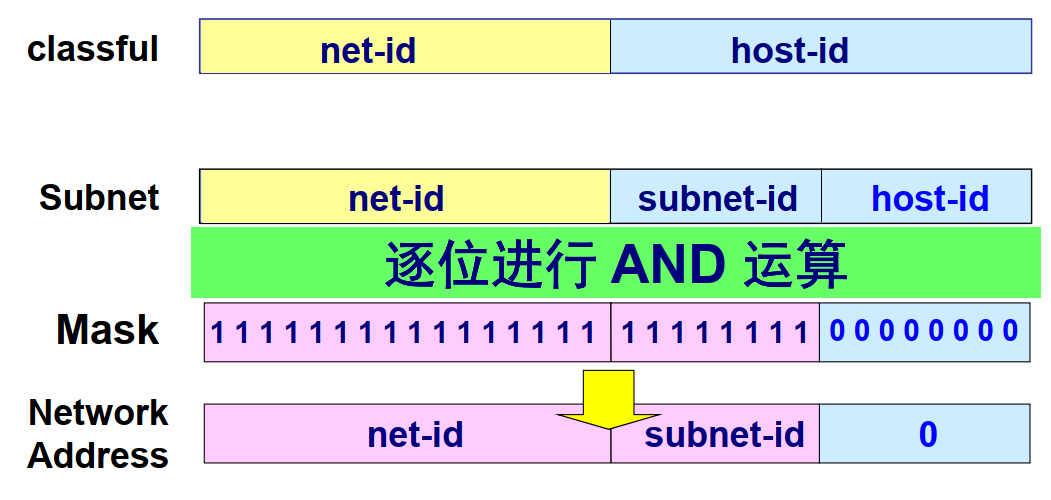 classful net-id host-id
Subnet net-id subnet-id host-id
逐位进行 AND 运算
Mask 1 1 1 1 1 1 1 1 1 1 1 1 1 1 1 1 1 1 1 1 1 1 1 1 0 0 0 0 0 0 0 0
Network
Address net-id subnet-id 0